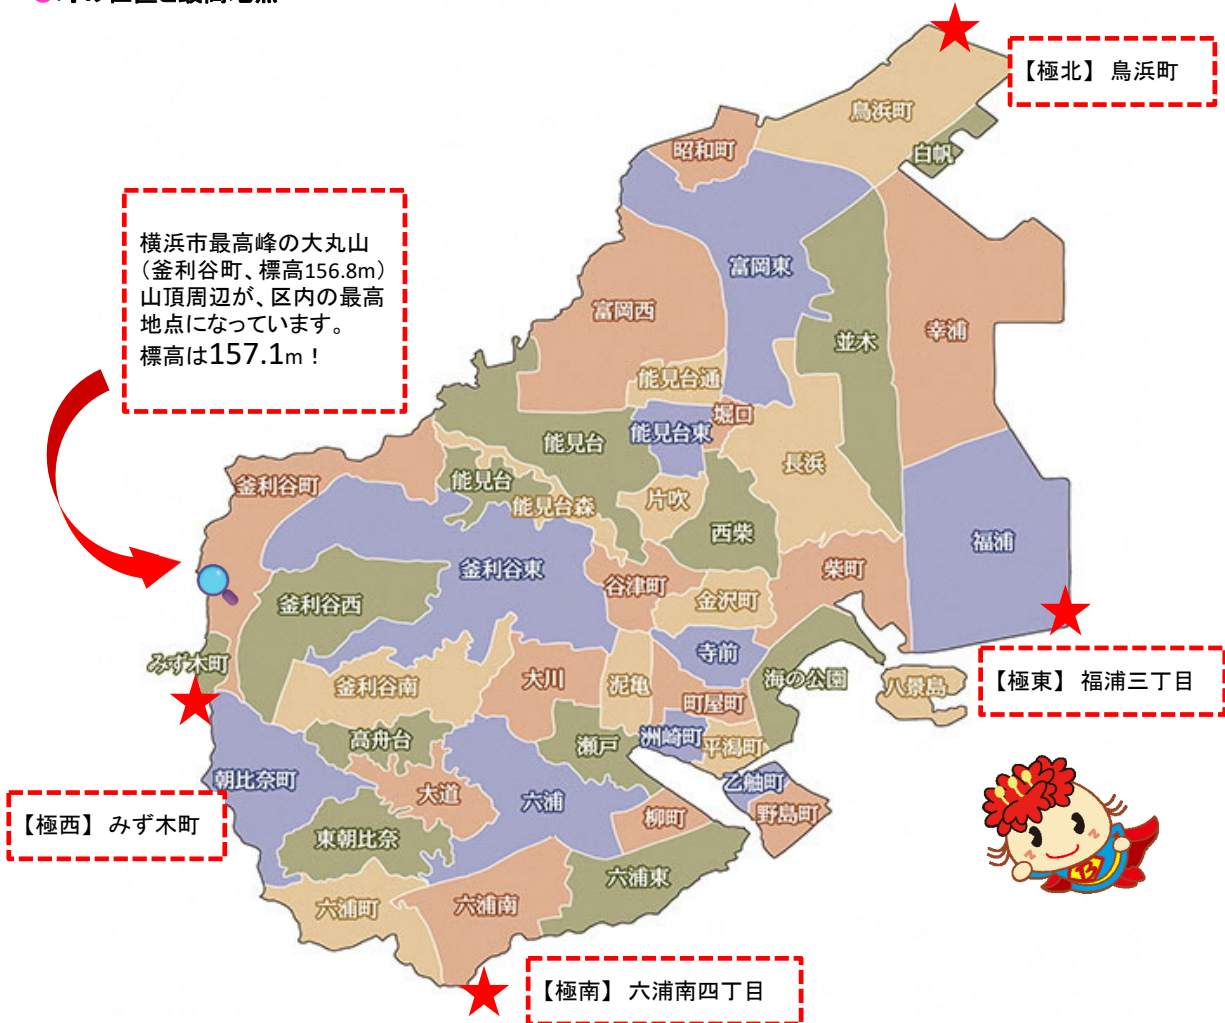 【極北】 鳥浜町
鳥浜町
昭和町
白帆
横浜市最高峰の大丸山
(釜利谷町、標高156.8m)
山頂周辺が、区内の最高
地点になっています。
標高は157.1m!
富岡東
富岡西
幸浦
並木
能見台通
堀口
能見台東
能見台
長浜
能見台
釜利谷町
片吹
能見台森
西柴
福浦
釜利谷東
柴町
谷津町
金沢町
釜利谷西
寺前
みず木町
海の公園
大川
泥亀
釜利谷南
八景島
【極東】 福浦三丁目
町屋町
洲崎町
平潟町
高舟台
瀬戸
朝比奈町
乙舳町
大道
六浦
野島町
柳町
【極西】 みず木町
東朝比奈
六浦東
六浦町
六浦南
【極南】 六浦南四丁目